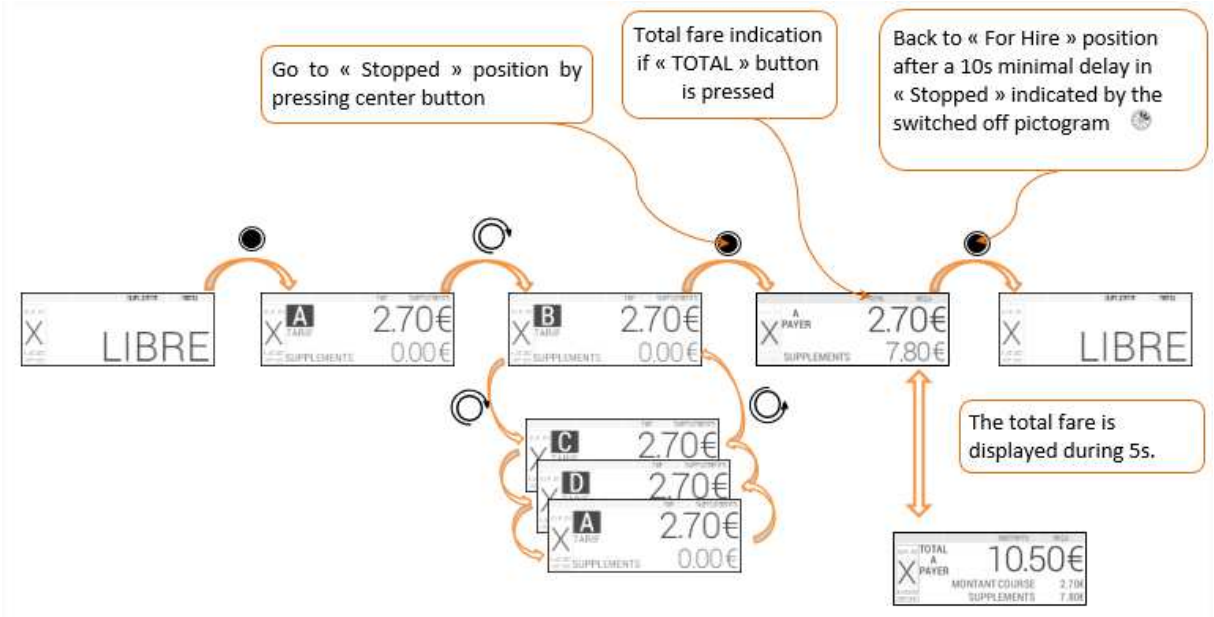 Go to « Stopped » position by
pressing center button
Total fare indication
if « TOTAL » button
is pressed
Back to « For Hire » position
after a 10s minimal delay in
« Stopped » indicated by the
switched off pictogram
X
LIBRE
X
A
TARIF
2.70€
SUPPLEMENTS
0.00€
X
B
TARIF
2.70€
SUPPLEMENTS
0.00€
X
A
PAYER
2.70€
SUPPLEMENTS
7.80€
X
LIBRE
C
TARIF
2.70€
D
2.70€
X
A
TARIF
2.70€
SUPPLEMENTS
0.00€
The total fare is
displayed during 5s.
X
TOTAL
A
PAYER
10.50€
MONTANT COURSE 2.70€
SUPPLEMENTS 7.80€